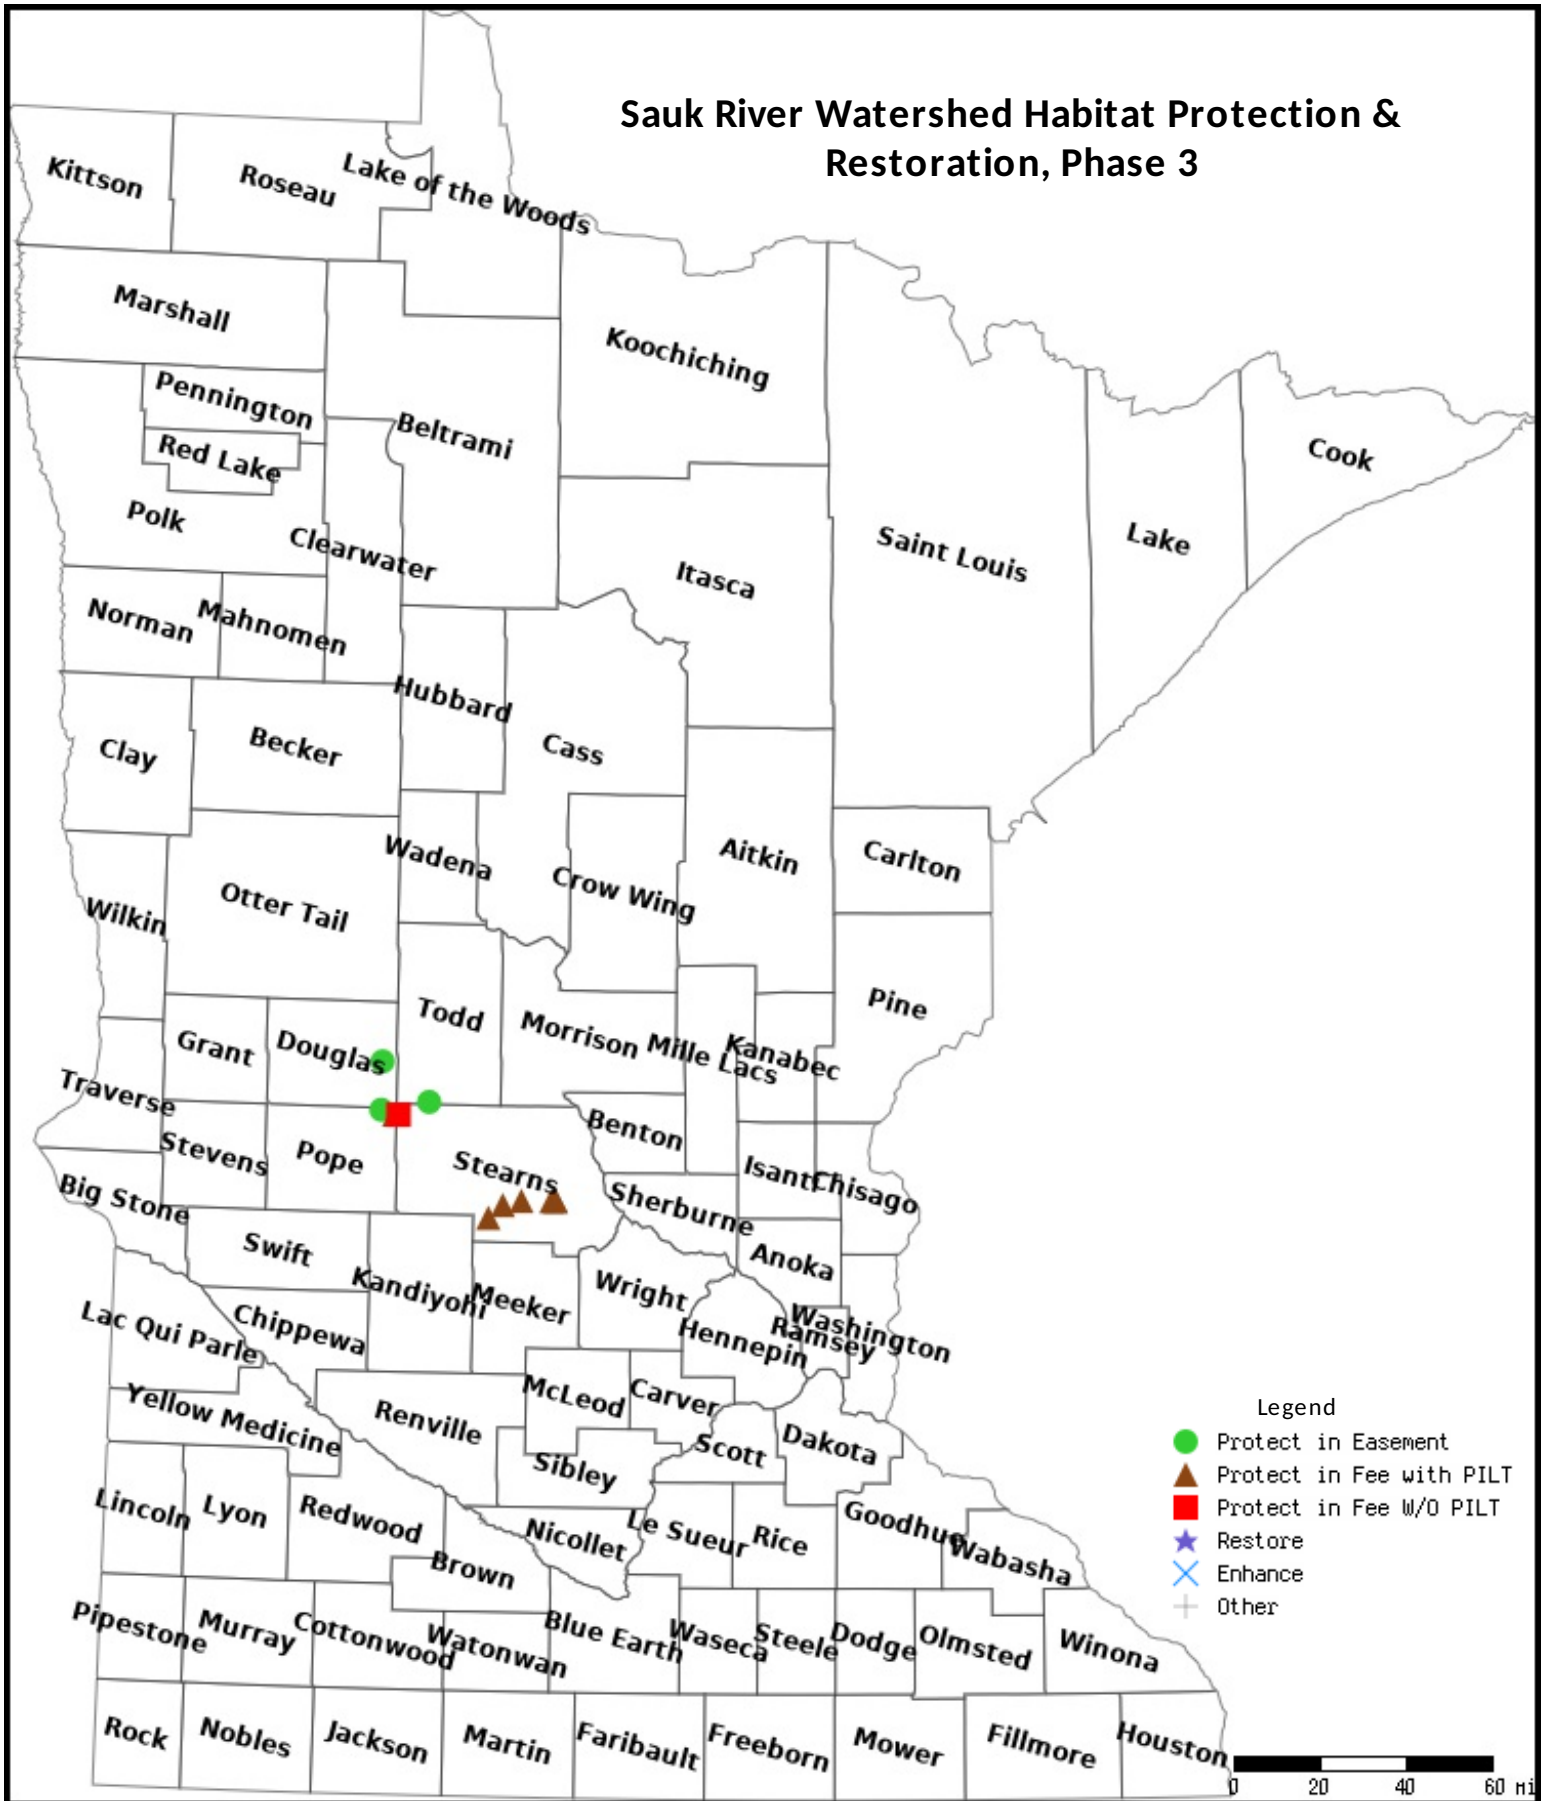 Sauk River Watershed Habitat Protection &
Restoration, Phase 3
Kittson
Roseau
Lake of the Woods
Marshall
Koochiching
Pennington
Beltrami
Red Lake
Cook
Polk
Clearwater
Saint Louis
Lake
Itasca
Norman
Mahnomen
Hubbard
Clay
Becker
Cass
Wadena
Aitkin
Carlton
Otter Tail
Crow Wing
Wilkin
Todd
Pine
Grant
Douglas
Morrison
Mille Lacs
Kanabec
Traverse
Stevens
Pope
Stearns
Benton
Isanti
Chisago
Big Stone
Sherburne
Swift
Anoka
Kandiyohi
Meeker
Wright
Lac Qui Parle
Chippewa
Hennepin
Ramsey
Washington
Yellow Medicine
Renville
McLeod
Carver
Scott
Dakota
Sibley
Lincoln
Lyon
Redwood
Nicollet
Le Sueur
Rice
Goodhue
Wabasha
Brown
Pipestone
Murray
Cottonwood
Watonwan
Blue Earth
Waseca
Steele
Dodge
Olmsted
Winona
Rock
Nobles
Jackson
Martin
Faribault
Freeborn
Mower
Fillmore
Houston
Legend
Protect in Easement
Protect in Fee with PILT
Protect in Fee W/O PILT
Restore
Enhance
Other
0 20 40 60 mi